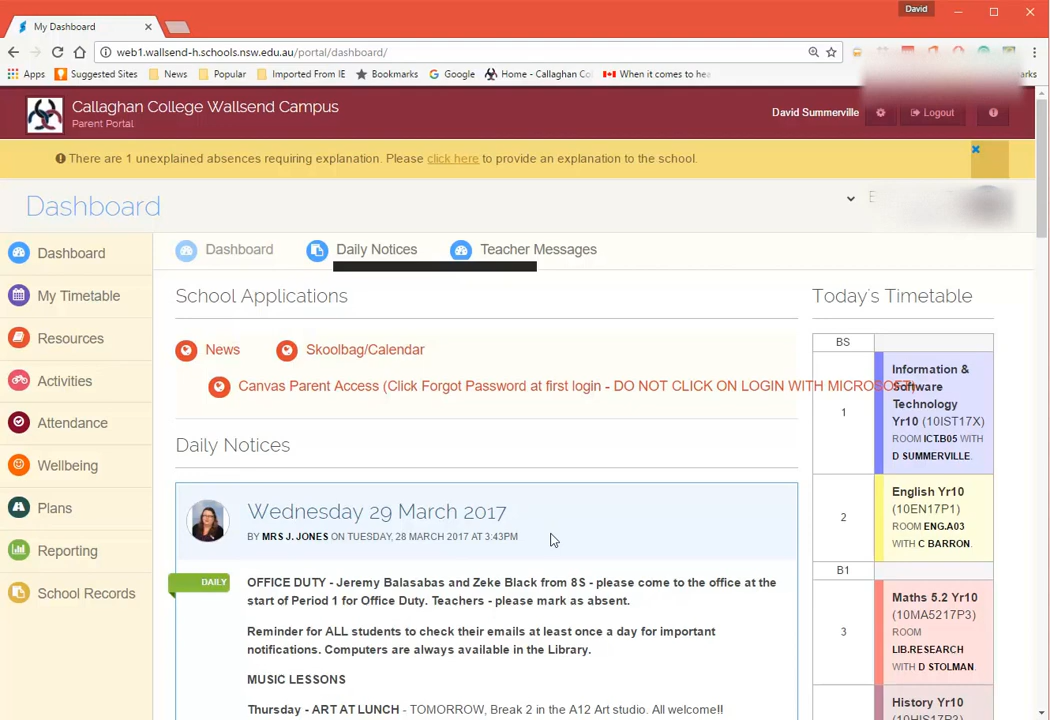 David
My Dashboard
web1.wallsend-h.schools.nsw.edu.au/portal/dashboard/
Apps Suggested Sites News Popular Imported From IE Bookmarks Google Home - Callaghan Co When it comes to hea
Callaghan College Wallsend Campus
Parent Portal
David Summerville Logout
There are 1 unexplained absences requiring explanation. Please click here to provide an explanation to the school.
Dashboard
Dashboard Daily Notices Teacher Messages
Dashboard
My Timetable
Resources
Activities
Attendance
Wellbeing
Plans
Reporting
School Records
School Applications
News Skoolbag/Calendar
Canvas Parent Access (Click Forgot Password at first login - DO NOT CLICK ON LOGIN WITH MICROSOFT)
Daily Notices
Wednesday 29 March 2017
BY MRS J. JONES ON TUESDAY, 28 MARCH 2017 AT 3:43PM
DAILY
OFFICE DUTY - Jeremy Balasabas and Zeke Black from 8S - please come to the office at the
start of Period 1 for Office Duty. Teachers - please mark as absent.
Reminder for ALL students to check their emails at least once a day for important
notifications. Computers are always available in the Library.
MUSIC LESSONS
Thursday - ART AT LUNCH - TOMORROW, Break 2 in the A12 Art studio. All welcome!!
Today's Timetable
BS
1
Information &
Software
Technology
Yr10 (10IST17X)
ROOM ICT.B05 WITH
D SUMMERVILLE.
2
English Yr10
(10EN17P1)
ROOM ENG.A03
WITH C BARRON.
B1
3
Maths 5.2 Yr10
(10MA5217P3)
ROOM
LIB.RESEARCH
WITH D STOLMAN.
History Yr10
(10HIS17P2)